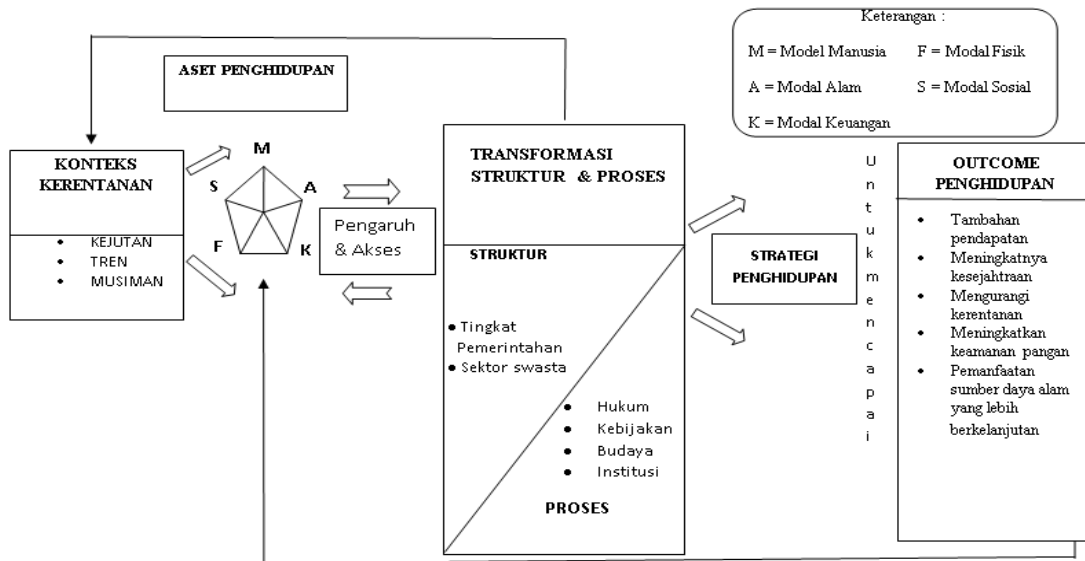 Keterangan :
M = Model Manusia F = Modal Fisik
A = Modal Alam S = Modal Sosial
K = Modal Keuangan
ASET PENGHIDUPAN
KONTEKS
KERENTANAN
• KEJUTAN
• TREN
• MUSIMAN
M
S
A
F
K
Pengaruh
& Akses
TRANSFORMASI
STRUKTUR & PROSES
STRUKTUR
• Tingkat
Pemerintahan
• Sektor swasta
• Hukum
• Kebijakan
• Budaya
• Institusi
PROSES
STRATEGI
PENGHIDUPAN
U
n
t
u
k
m
e
n
c
a
p
a
i
OUTCOME
PENGHIDUPAN
• Tambahan
pendapatan
• Meningkatnya
kesejahtraan
• Mengurangi
kerentanan
• Meningkatkan
keamanan pangan
• Pemanfaatan
sumber daya alam
yang lebih
berkelanjutan